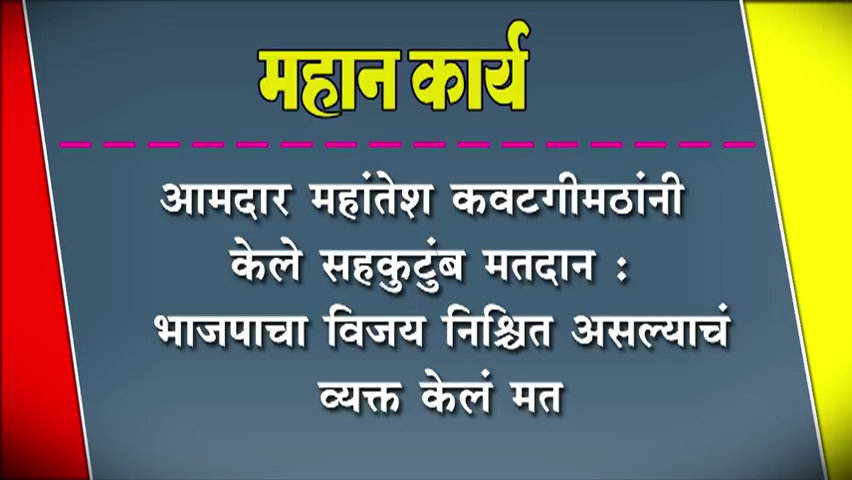 महान कार्य
आमदार महांतेश कवटगीमठांनी
केले सहकुटुंब मतदान :
भाजपाचा विजय निश्चित असल्याचं
व्यक्त केलं मत